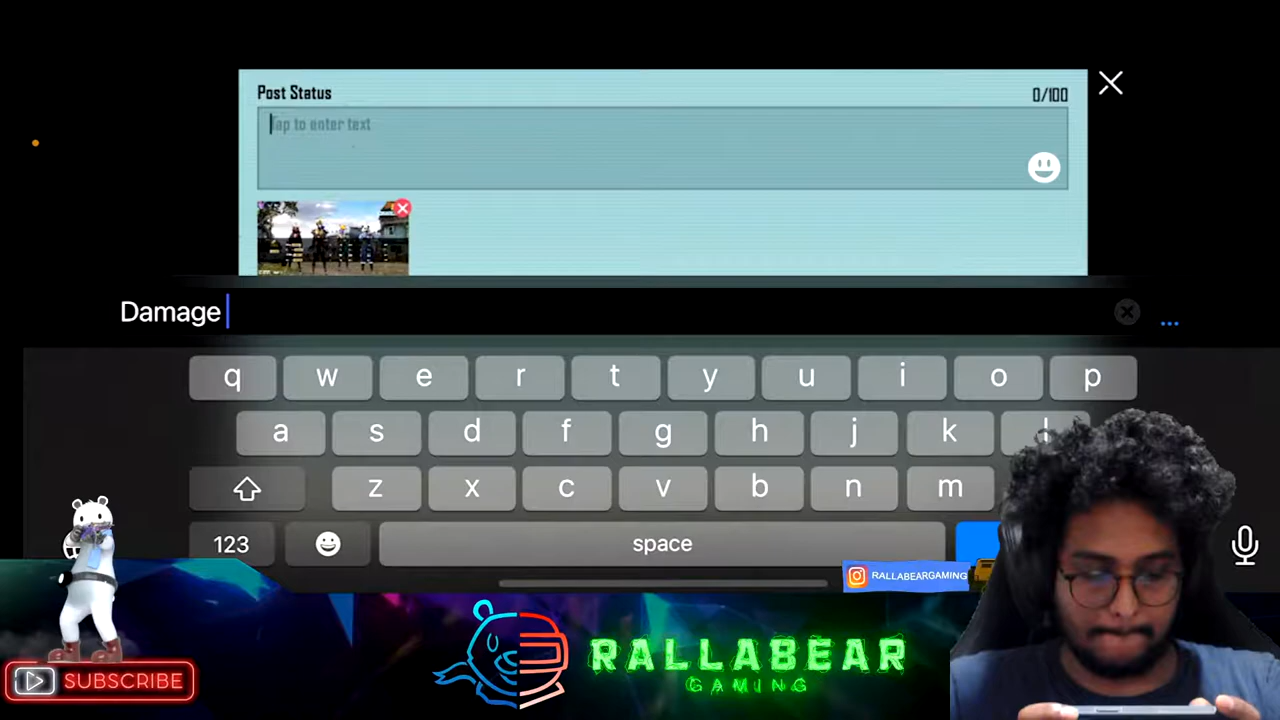 Post Status
0/100
Tap to enter text
Damage
...
q w e r t y u i o p
a s d f g h j k l
z x c v b n m
123
space
RALLABEARGAMING
RALLABEAR
GAMING
SUBSCRIBE